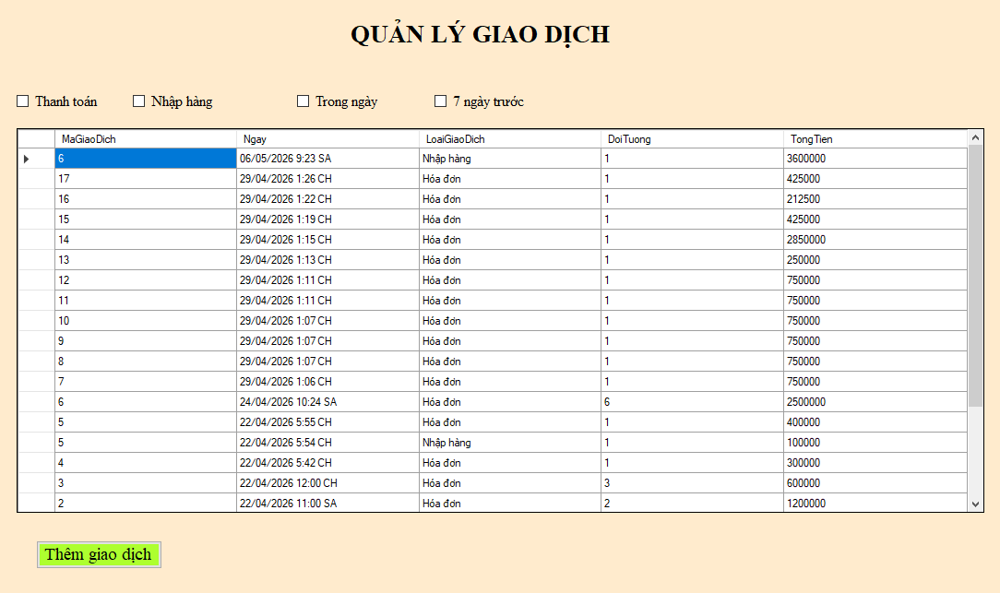 QUẢN LÝ GIAO DỊCH
Thanh toán Nhập hàng Trong ngày 7 ngày trước
MaGiaoDich Ngay LoaiGiaoDich DoiTuong TongTien
6 06/05/2026 9:23 SA Nhập hàng 1 3600000
17 29/04/2026 1:26 CH Hóa đơn 1 425000
16 29/04/2026 1:22 CH Hóa đơn 1 212500
15 29/04/2026 1:19 CH Hóa đơn 1 425000
14 29/04/2026 1:15 CH Hóa đơn 1 2850000
13 29/04/2026 1:13 CH Hóa đơn 1 250000
12 29/04/2026 1:11 CH Hóa đơn 1 750000
11 29/04/2026 1:11 CH Hóa đơn 1 750000
10 29/04/2026 1:07 CH Hóa đơn 1 750000
9 29/04/2026 1:07 CH Hóa đơn 1 750000
8 29/04/2026 1:07 CH Hóa đơn 1 750000
7 29/04/2026 1:06 CH Hóa đơn 1 750000
6 24/04/2026 10:24 SA Hóa đơn 6 2500000
5 22/04/2026 5:55 CH Hóa đơn 1 400000
5 22/04/2026 5:54 CH Nhập hàng 1 100000
4 22/04/2026 5:42 CH Hóa đơn 1 300000
3 22/04/2026 12:00 CH Hóa đơn 3 600000
2 22/04/2026 11:00 SA Hóa đơn 2 1200000
Thêm giao dịch